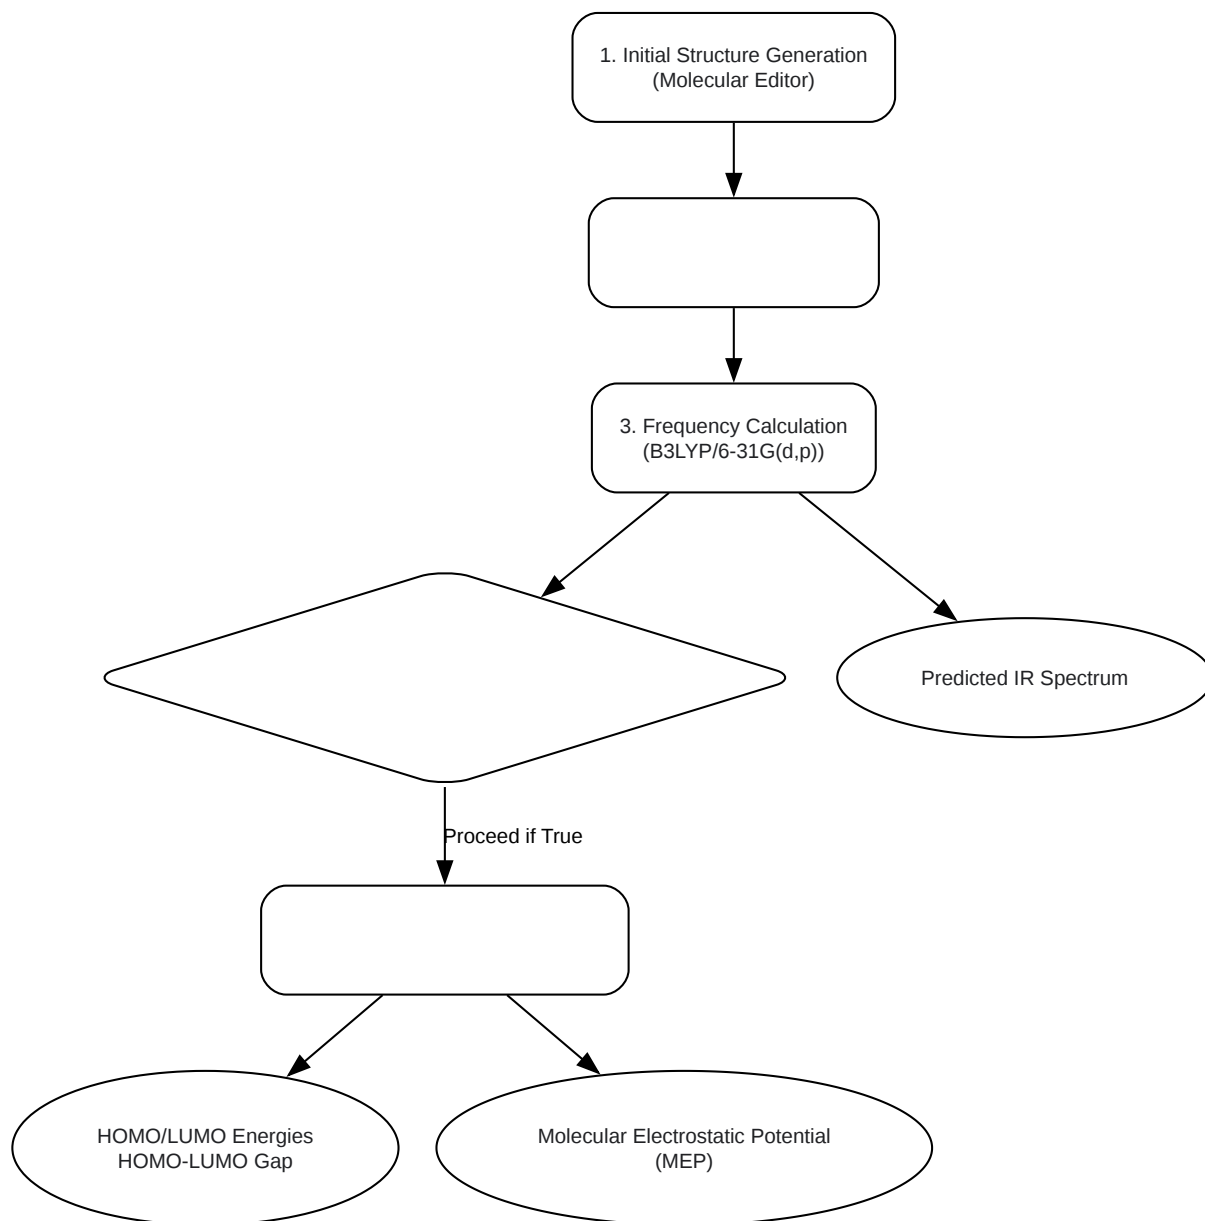 1. Initial Structure Generation
(Molecular Editor)
3. Frequency Calculation
(B3LYP/6-31G(d,p))
Predicted IR Spectrum
Proceed if True
HOMO/LUMO Energies
HOMO-LUMO Gap
Molecular Electrostatic Potential
(MEP)